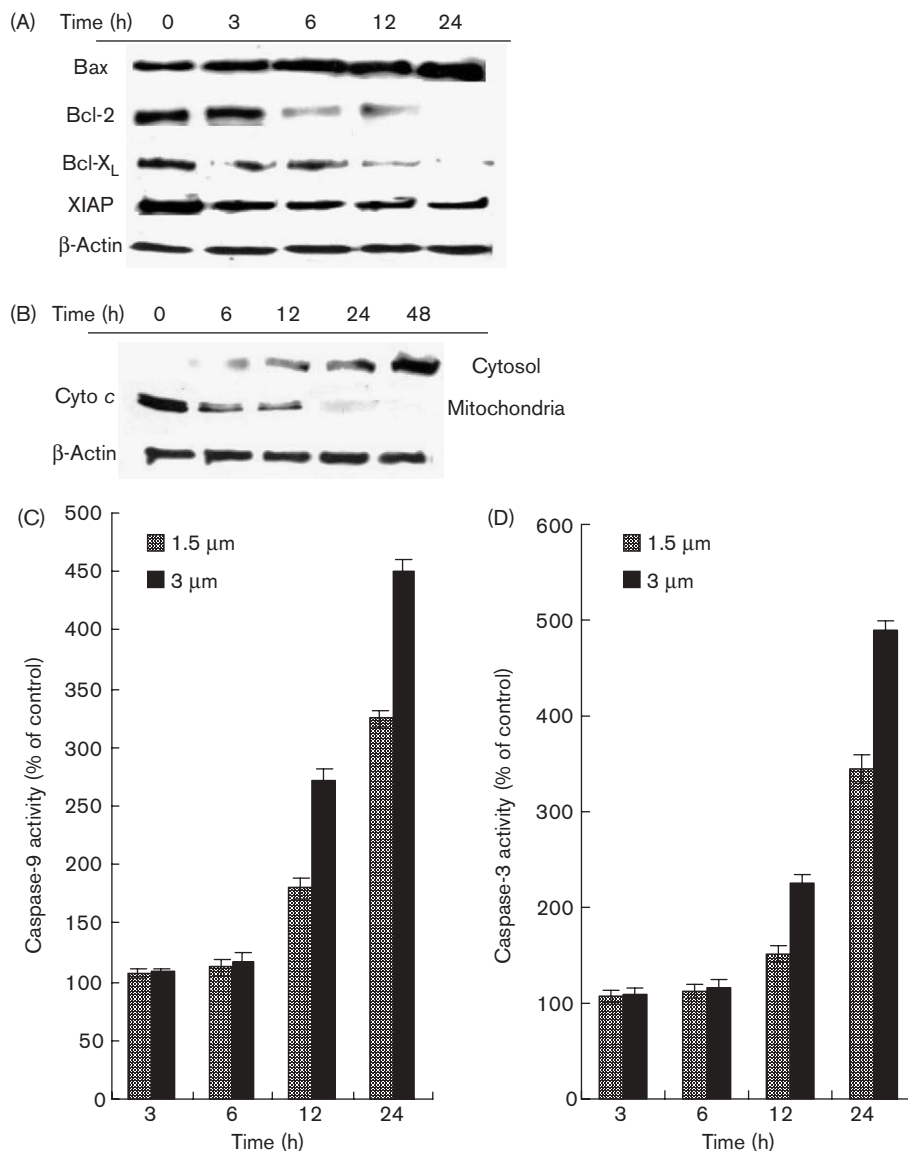 (A) Time (h) 0 3 6 12 24
Bax
Bcl-2
Bcl-XL
XIAP
β-Actin
(B) Time (h) 0 6 12 24 48
Cytosol
Cyto c
Mitochondria
β-Actin
(C)
500
450
400
350
300
250
200
150
100
50
0
Caspase-9 activity (% of control)
1.5 μm
3 μm
3 6 12 24
Time (h)
(D)
600
500
400
300
200
100
0
Caspase-3 activity (% of control)
1.5 μm
3 μm
3 6 12 24
Time (h)